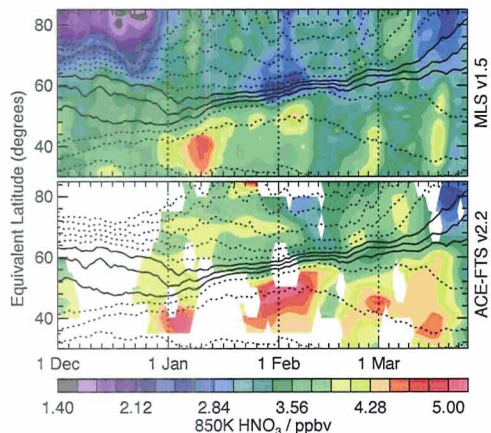 80
60
40
MLS v1.5
Equivalent Latitude (degrees)
80
60
40
ACE-FTS v2.2
1 Dec 1 Jan 1 Feb 1 Mar
1.40 2.12 2.84 3.56 4.28 5.00
850K HNO3 / ppbv